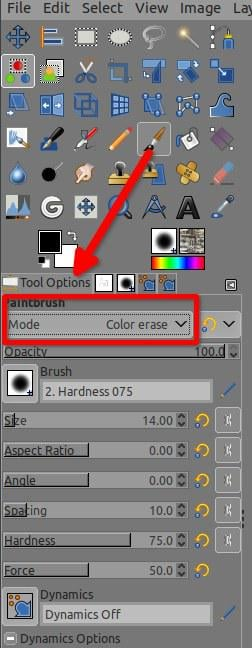 File Edit Select View Image
Tool Options
Paintbrush
Mode Color erase
Opacity 100.0
Brush
2. Hardness 075
Size 14.00
Aspect Ratio 0.00
Angle 0.00
Spacing 10.0
Hardness 75.0
Force 50.0
Dynamics
Dynamics Off
Dynamics Options